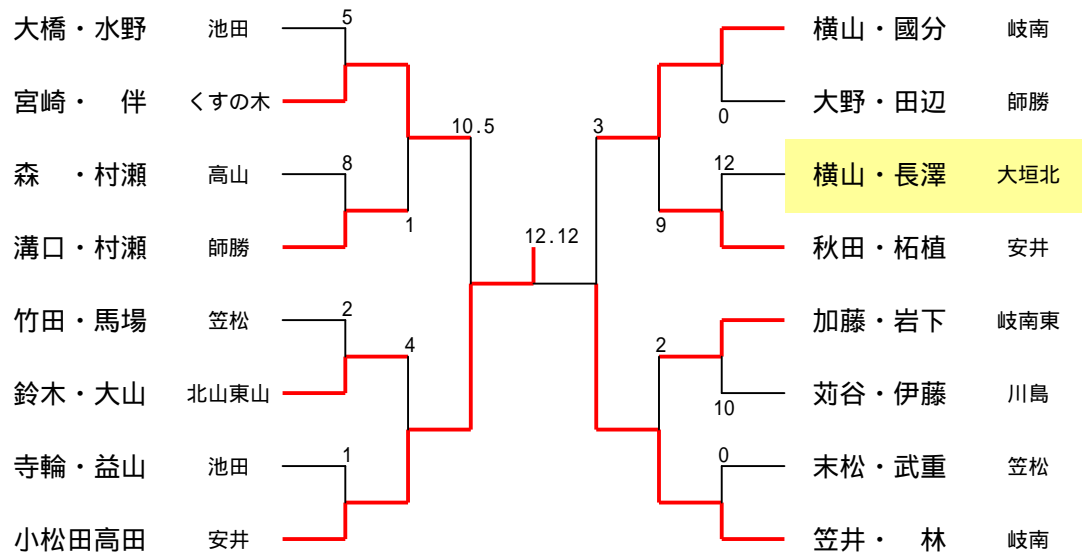 大橋・水野 池田 5 横山・國分 岐南
宮崎・　伴 くすの木 大野・田辺 師勝
0
10.5 3
森　・村瀬 高山 8 12 横山・長澤 大垣北
1 9
溝口・村瀬 師勝 12.12 秋田・柘植 安井
竹田・馬場 笠松 2 加藤・岩下 岐南東
4 2
鈴木・大山 北山東山 10 苅谷・伊藤 川島
寺輪・益山 池田 1 0 末松・武重 笠松
小松田高田 安井 笠井・　林 岐南